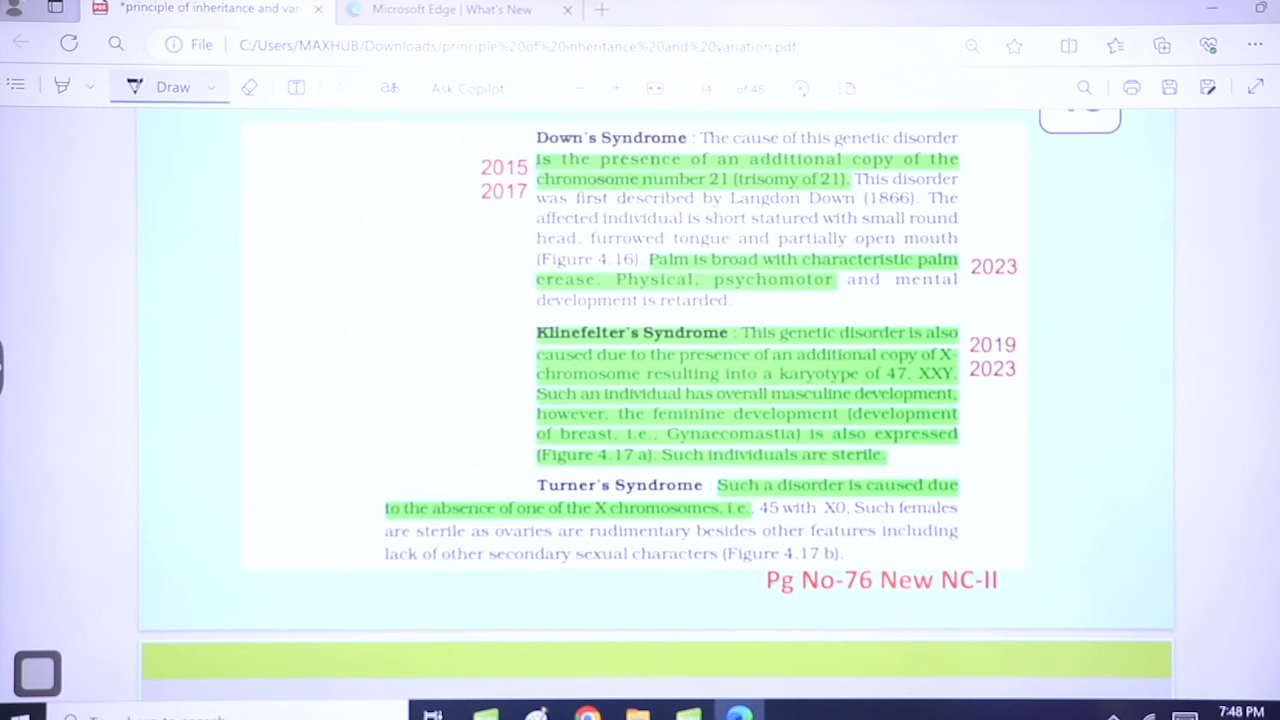 *principle of inheritance and var
Microsoft Edge | What's New
File
C:/Users/MAXHUB/Downloads/principle%20of%20inheritance%20and%20variation.pdf
Draw
Ask Copilot
of 48
Down's Syndrome : The cause of this genetic disorder
is the presence of an additional copy of the
chromosome number 21 (trisomy of 21). This disorder
was first described by Langdon Down (1866). The
affected individual is short statured with small round
head, furrowed tongue and partially open mouth
(Figure 4.16). Palm is broad with characteristic palm
crease. Physical, psychomotor and mental
development is retarded.
2015
2017
2023
Klinefelter's Syndrome : This genetic disorder is also
caused due to the presence of an additional copy of X-
chromosome resulting into a karyotype of 47, XXY.
Such an individual has overall masculine development,
however, the feminine development (development
of breast, i.e., Gynaecomastia) is also expressed
(Figure 4.17 a). Such individuals are sterile.
2019
2023
Turner's Syndrome : Such a disorder is caused due
to the absence of one of the X chromosomes, i.e., 45 with X0, Such females
are sterile as ovaries are rudimentary besides other features including
lack of other secondary sexual characters (Figure 4.17 b).
Pg No-76 New NC-II
7:48 PM